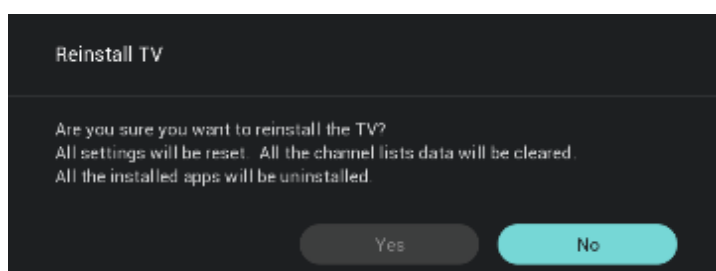 Reinstall TV
Are you sure you want to reinstall the TV?
All settings will be reset. All the channel lists data will be cleared.
All the installed apps will be uninstalled.
Yes No